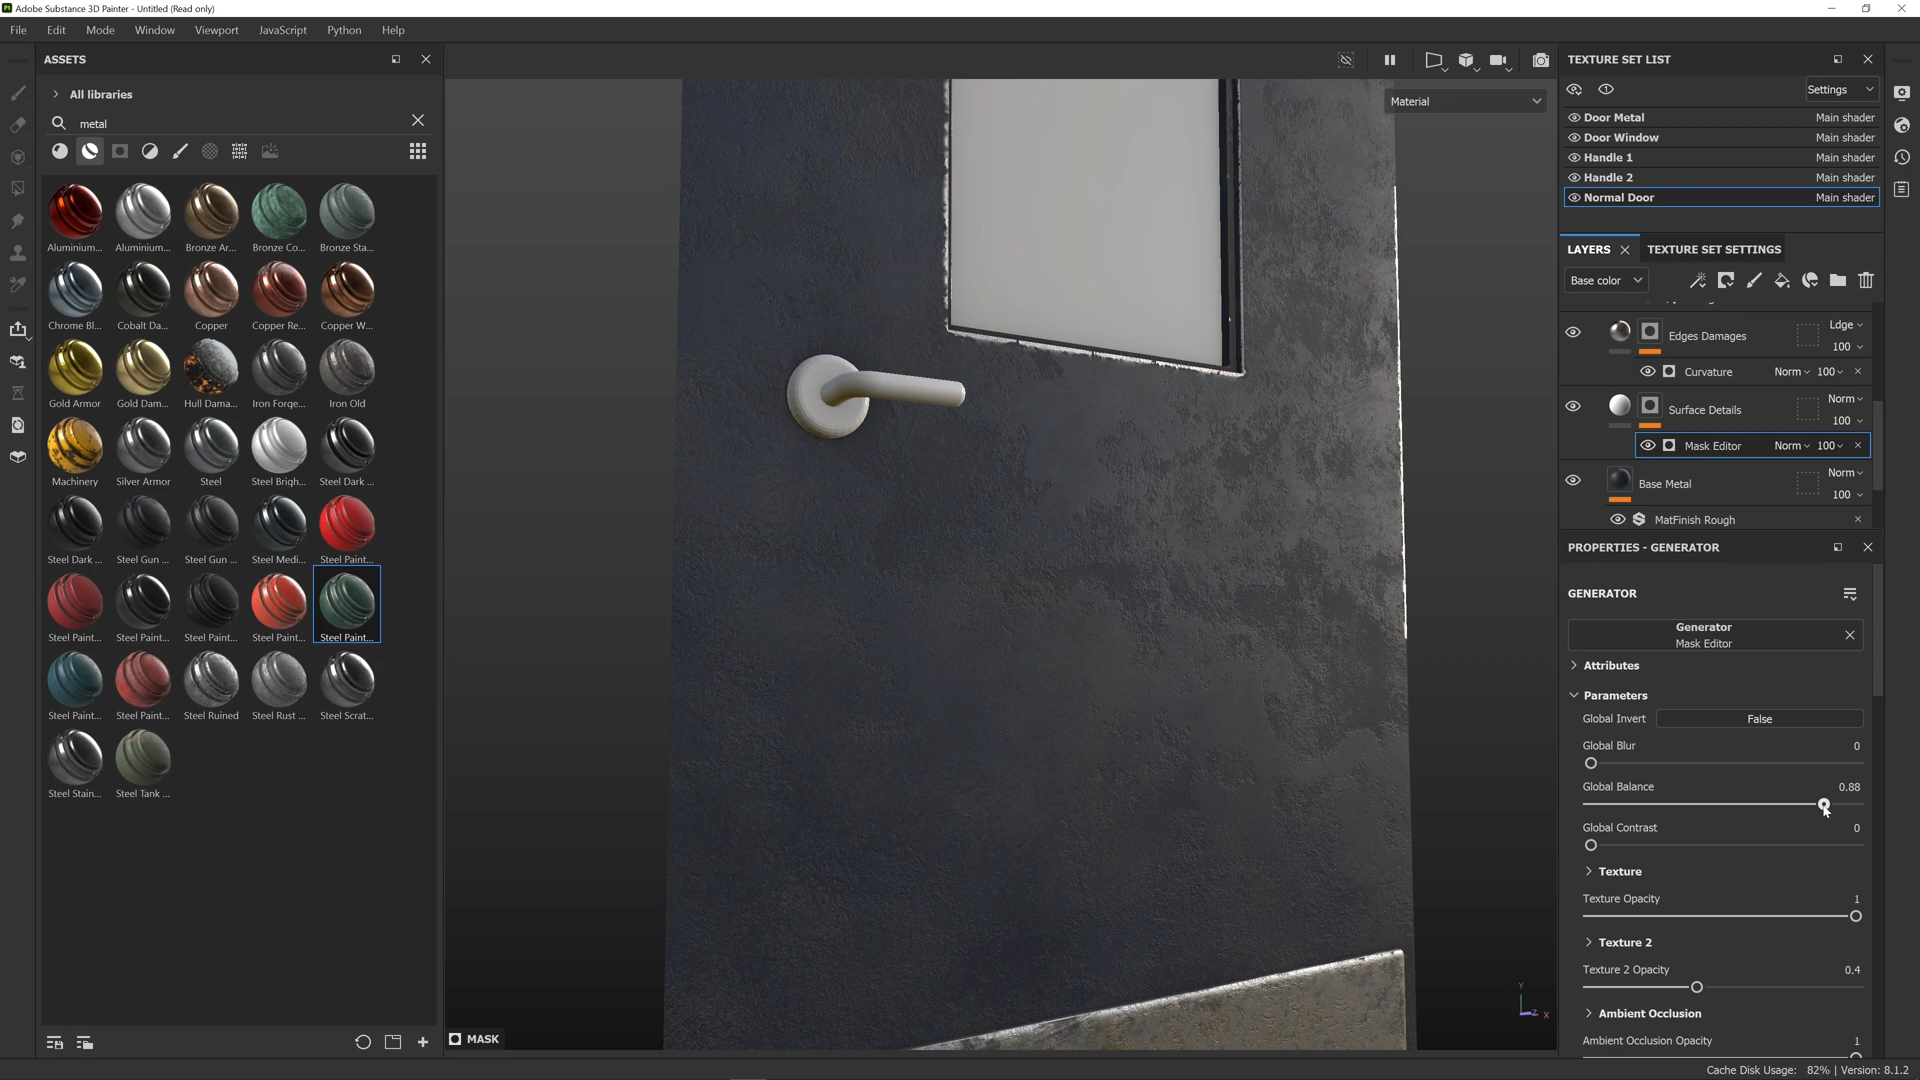 Adobe Substance 3D Painter - Untitled (Read only)
File Edit Mode Window Viewport JavaScript Python Help
ASSETS
All libraries
metal
Aluminium... Aluminium... Bronze Ar... Bronze Co... Bronze Sta...
Chrome Bl... Cobalt Da... Copper Copper Re... Copper W...
Gold Armor Gold Dam... Hull Dama... Iron Forge... Iron Old
Machinery Silver Armor Steel Steel Brigh... Steel Dark ...
Steel Dark ... Steel Gun ... Steel Gun ... Steel Medi... Steel Paint...
Steel Paint... Steel Paint... Steel Paint... Steel Paint... Steel Paint...
Steel Paint... Steel Paint... Steel Ruined Steel Rust ... Steel Scrat...
Steel Stain... Steel Tank ...
Material
MASK
Y
Z X
TEXTURE SET LIST
Settings
Door Metal Main shader
Door Window Main shader
Handle 1 Main shader
Handle 2 Main shader
Normal Door Main shader
LAYERS TEXTURE SET SETTINGS
Base color
Edges Damages Ldge
100
Curvature Norm 100
Surface Details Norm
100
Mask Editor Norm 100
Base Metal Norm
100
MatFinish Rough
PROPERTIES - GENERATOR
GENERATOR
Generator
Mask Editor
Attributes
Parameters
Global Invert False
Global Blur 0
Global Balance 0.88
Global Contrast 0
Texture
Texture Opacity 1
Texture 2
Texture 2 Opacity 0.4
Ambient Occlusion
Ambient Occlusion Opacity 1
Cache Disk Usage: 82% | Version: 8.1.2